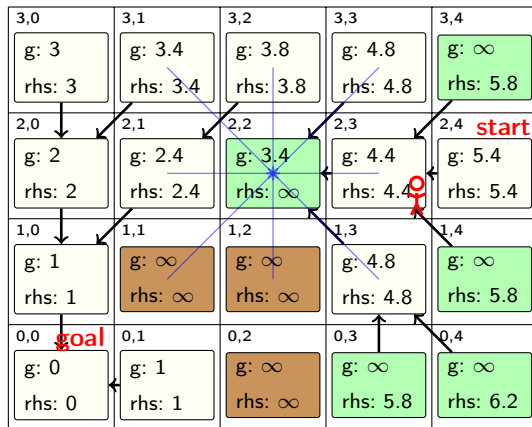 3,0 3,1 3,2 3,3 3,4
g: 3 g: 3.4 g: 3.8 g: 4.8 g: ∞
rhs: 3 rhs: 3.4 rhs: 3.8 rhs: 4.8 rhs: 5.8
2,0 2,1 2,2 2,3 2,4 start
g: 2 g: 2.4 g: 3.4 g: 4.4 g: 5.4
rhs: 2 rhs: 2.4 rhs: ∞ rhs: 4.4 rhs: 5.4
1,0 1,1 1,2 1,3 1,4
g: 1 g: ∞ g: ∞ g: 4.8 g: ∞
rhs: 1 rhs: ∞ rhs: ∞ rhs: 4.8 rhs: 5.8
0,0 goal 0,1 0,2 0,3 0,4
g: 0 g: 1 g: ∞ g: ∞ g: ∞
rhs: 0 rhs: 1 rhs: ∞ rhs: 5.8 rhs: 6.2